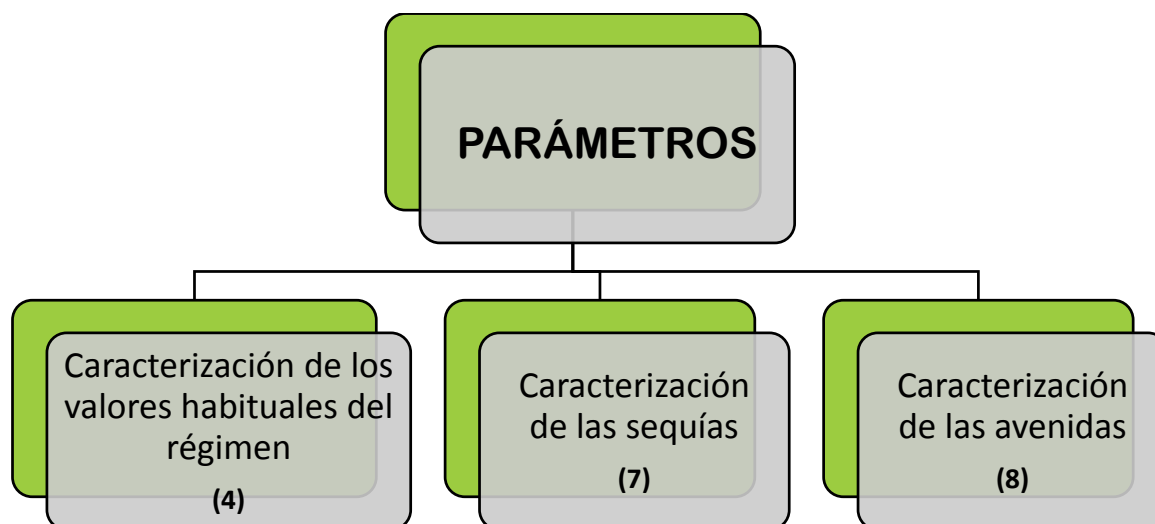 PARÁMETROS
Caracterización de los
valores habituales del
régimen
(4)
Caracterización
de las sequías
(7)
Caracterización
de las avenidas
(8)